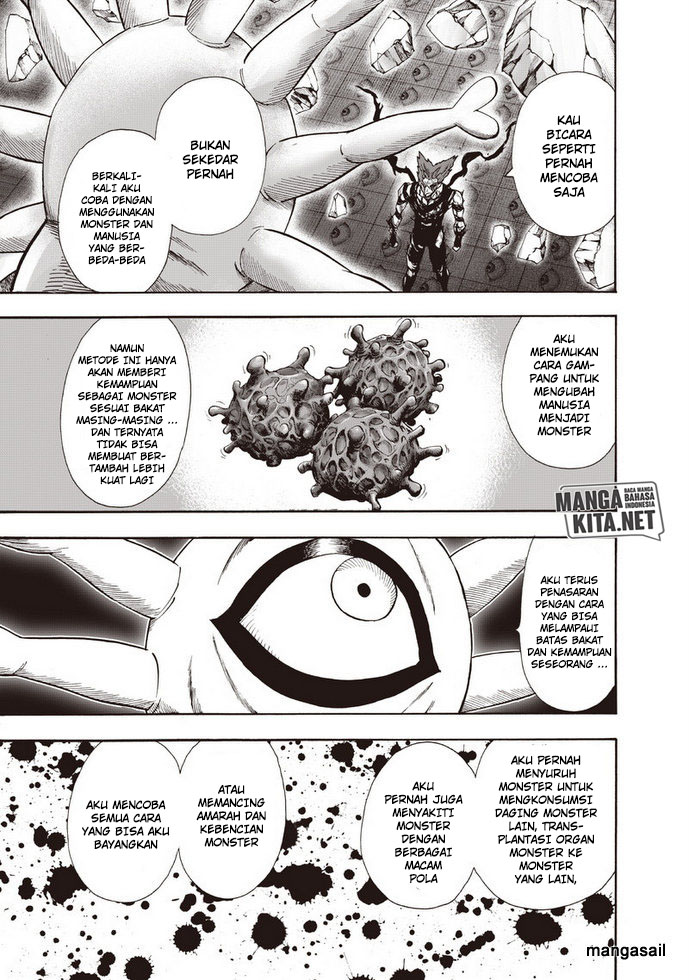 KAU
BICARA
SEPERTI
PERNAH
MENCOBA
SAJA
BUKAN
SEKEDAR
PERNAH
BERKALI-
KALI AKU
COBA DENGAN
MENGGUNAKAN
MONSTER DAN
MANUSIA
YANG BER-
BEDA-BEDA
AKU
MENEMUKAN
CARA GAM-
PANG UNTUK
MENGUBAH
MANUSIA
MENJADI
MONSTER
NAMUN
METODE INI HANYA
AKAN MEMBERI
KEMAMPUAN
SEBAGAI MONSTER
SESUAI BAKAT
MASING-MASING ...
DAN TERNYATA
TIDAK BISA
MEMBUAT BER-
TAMBAH LEBIH
KUAT LAGI
MANGA
KITA.NET
BACA MANGA
BAHASA
INDONESIA
AKU TERUS
PENASARAN
DENGAN CARA
YANG BISA
MELAMPAUI
BATAS BAKAT
DAN KEMAMPUAN
SESEORANG ...
AKU PERNAH
MENYURUH
MONSTER UNTUK
MENGKONSUMSI
DAGING MONSTER
LAIN, TRANS-
PLANTASI ORGAN
MONSTER KE
MONSTER
YANG LAIN,
AKU
PERNAH JUGA
MENYAKITI
MONSTER
DENGAN
BERBAGAI
MACAM
POLA
ATAU
MEMANCING
AMARAH DAN
KEBENCIAN
MONSTER
AKU MENCOBA
SEMUA CARA
YANG BISA AKU
BAYANGKAN
mangasail